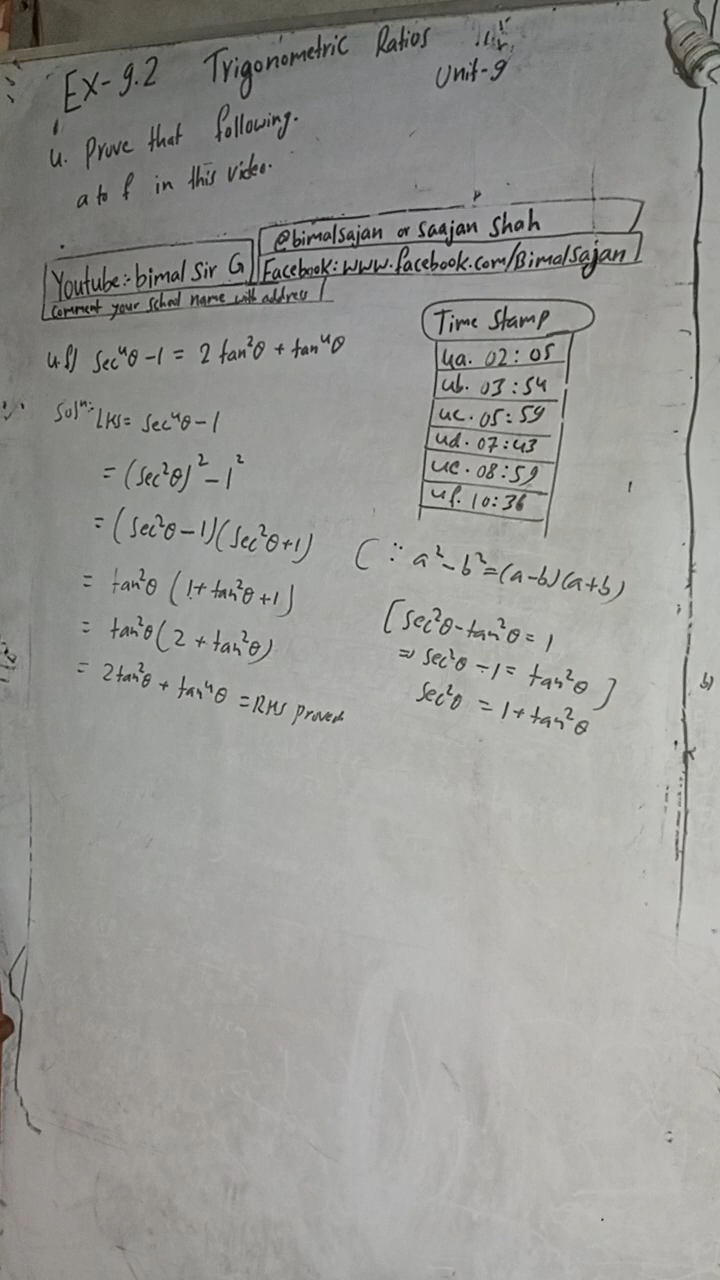 Ex-9.2 Trigonometric Ratios
Unit-9
4. Prove that following.
a to f in this video.
@bimalsajan or Saajan Shah
Youtube:- bimal Sir G
Facebook: www.facebook.com/Bimalsajan
Comment your school name with address
Time Stamp
4a. 02:05
4b. 03:54
4c. 05:59
4d. 07:43
4e. 08:59
4f. 10:36
4.f) sec⁴θ - 1 = 2 tan²θ + tan⁴θ
Solⁿ:- LHS = sec⁴θ - 1
= (sec²θ)² - 1²
= (sec²θ - 1)(sec²θ + 1)
(∵ a² - b² = (a-b)(a+b)
= tan²θ (1 + tan²θ + 1)
= tan²θ (2 + tan²θ)
= 2tan²θ + tan⁴θ = RHS proved
[sec²θ - tan²θ = 1
⇒ sec²θ - 1 = tan²θ]
sec²θ = 1 + tan²θ
b)